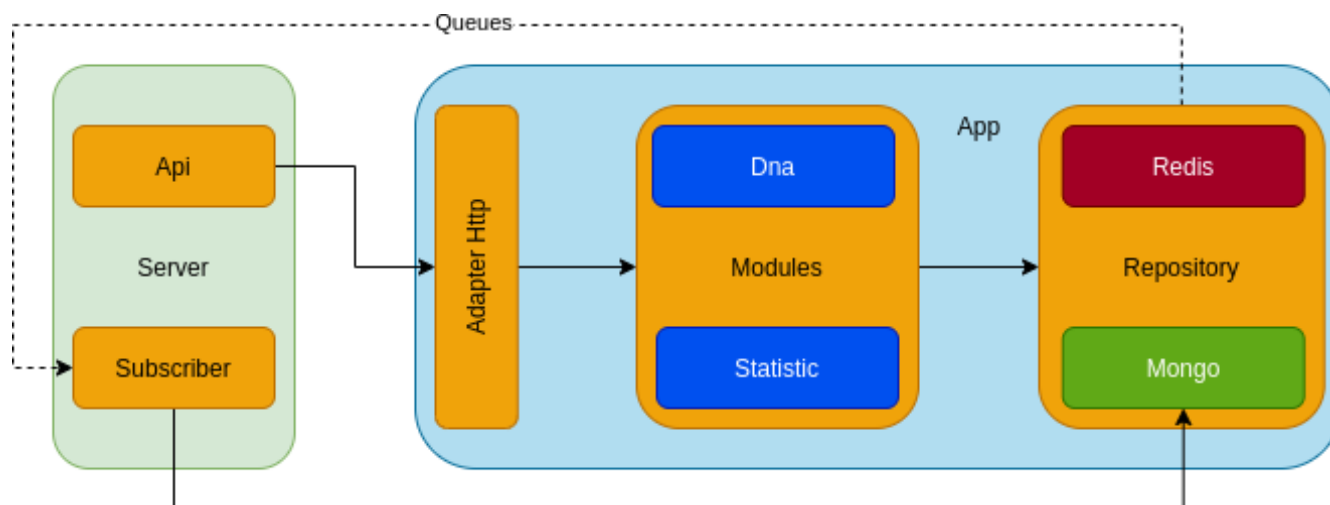 Queues
Api
Server
Subscriber
Adapter Http
Dna
Modules
Statistic
App
Redis
Repository
Mongo